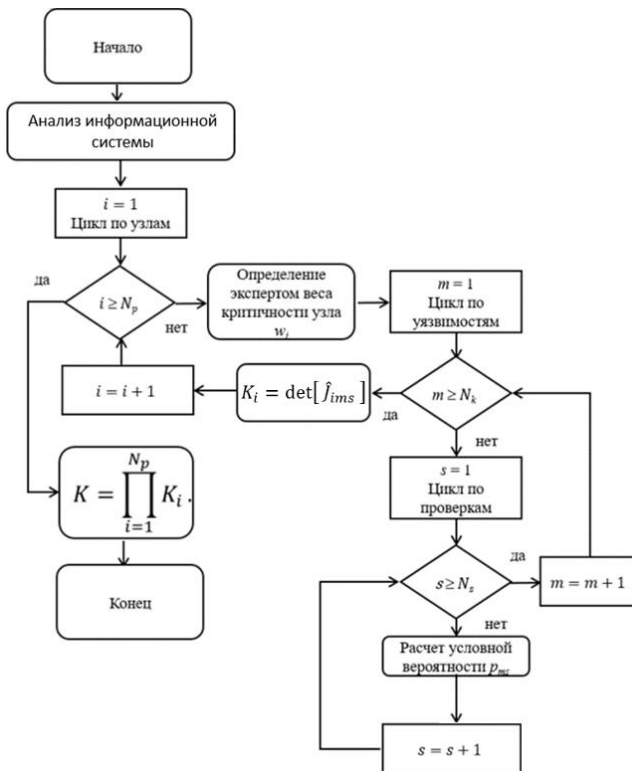 Начало
Анализ информационной
системы
i = 1
Цикл по узлам
да
i ≥ N_p
нет
Определение
экспертом веса
критичности узла
w_i
m = 1
Цикл по
уязвимостям
i = i + 1
K_i = det[ Ĵ_ims ]
да
m ≥ N_k
нет
K = ∏_{i=1}^{N_p} K_i .
s = 1
Цикл по
проверкам
Конец
s ≥ N_s
да
m = m + 1
нет
Расчет условной
вероятности p_ms
s = s + 1